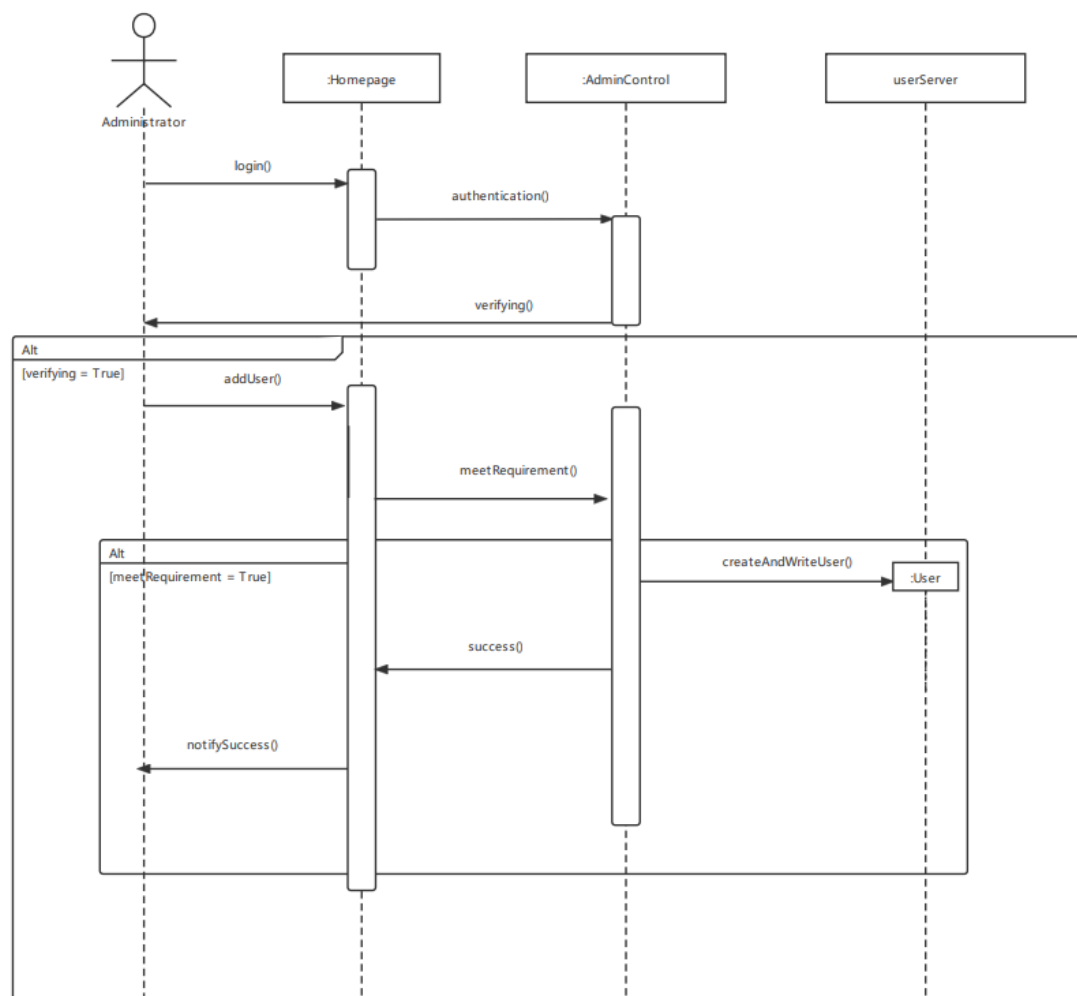 :Homepage
:AdminControl
userServer
Administrator
login()
authentication()
verifying()
Alt
[verifying = True]
addUser()
meetRequirement()
Alt
[meetRequirement = True]
createAndWriteUser()
:User
success()
notifySuccess()